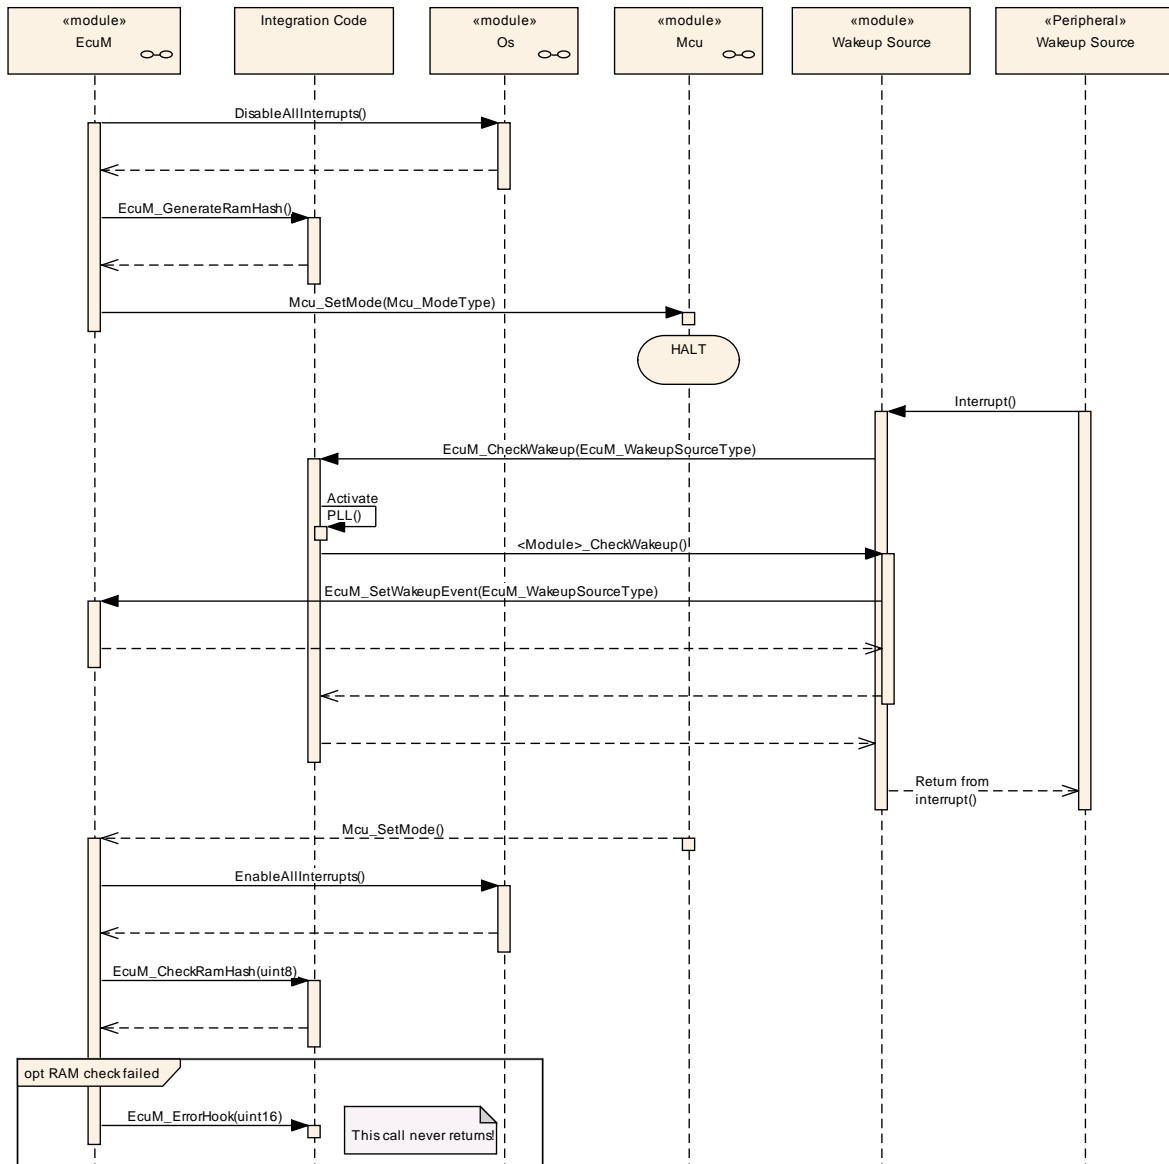 «module»
EcuM
Integration Code
«module»
Os
«module»
Mcu
«module»
Wakeup Source
«Peripheral»
Wakeup Source
DisableAllInterrupts()
EcuM_GenerateRamHash()
Mcu_SetMode(Mcu_ModeType)
HALT
Interrupt()
EcuM_CheckWakeup(EcuM_WakeupSourceType)
Activate
PLL()
<Module>_CheckWakeup()
EcuM_SetWakeupEvent(EcuM_WakeupSourceType)
Return from
interrupt()
Mcu_SetMode()
EnableAllInterrupts()
EcuM_CheckRamHash(uint8)
opt RAM check failed
EcuM_ErrorHook(uint16)
This call never returns!